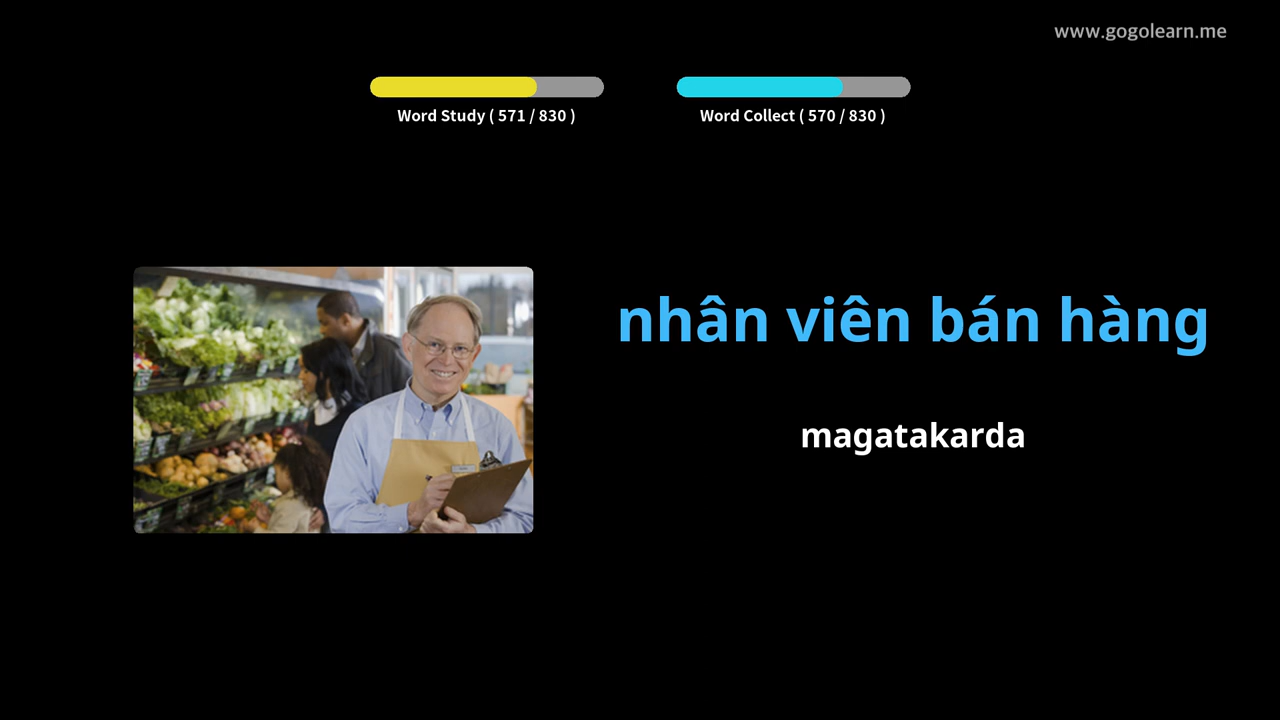 www.gogolearn.me
Word Study ( 571 / 830 )
Word Collect ( 570 / 830 )
nhân viên bán hàng
magatakarda